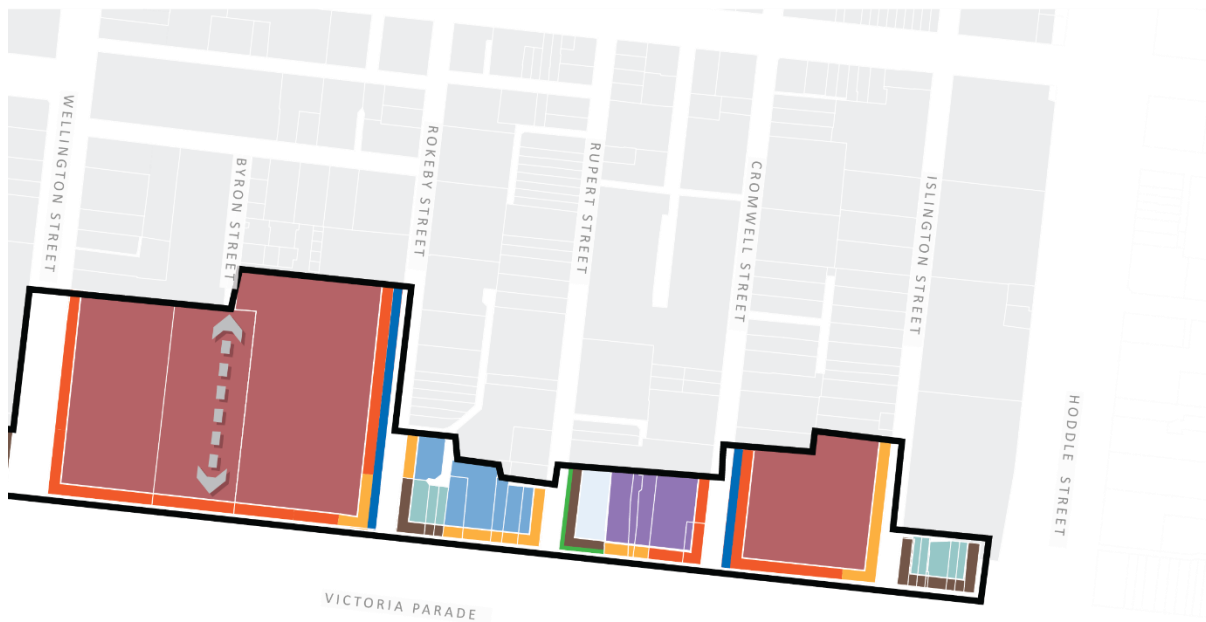 WELLINGTON STREET
BYRON STREET
ROKEBY STREET
RUPERT STREET
CROMWELL STREET
ISLINGTON STREET
HODDLE STREET
VICTORIA PARADE